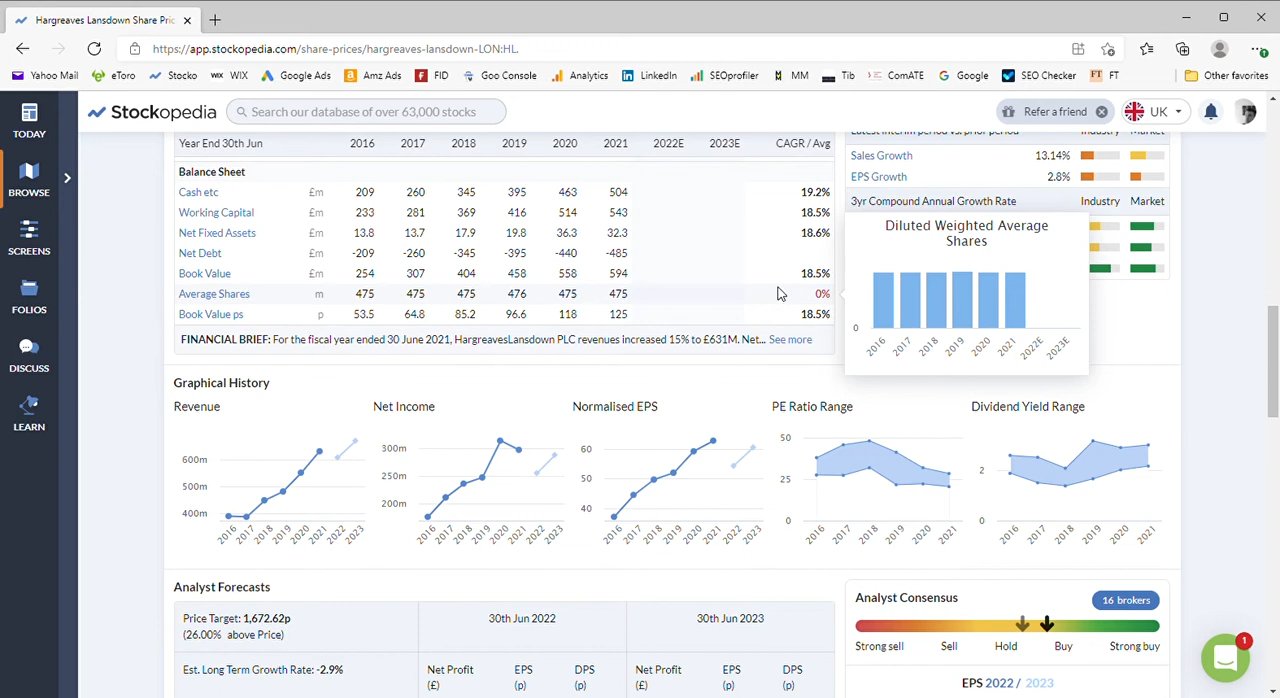 Hargreaves Lansdown Share Pric
https://app.stockopedia.com/share-prices/hargreaves-lansdown-LON:HL.
Yahoo Mail eToro Stocko WIX WIX Google Ads a Amz Ads F FID Goo Console Analytics LinkedIn SEOprofiler MM Tib ComATE Google SEO Checker FT FT Other favorites
Stockopedia Search our database of over 63,000 stocks Refer a friend UK
TODAY
BROWSE
SCREENS
FOLIOS
DISCUSS
LEARN
Year End 30th Jun 2016 2017 2018 2019 2020 2021 2022E 2023E CAGR / Avg
Balance Sheet
Cash etc £m 209 260 345 395 463 504 19.2%
Working Capital £m 233 281 369 416 514 543 18.5%
Net Fixed Assets £m 13.8 13.7 17.9 19.8 36.3 32.3 18.6%
Net Debt £m -209 -260 -345 -395 -440 -485
Book Value £m 254 307 404 458 558 594 18.5%
Average Shares m 475 475 475 476 475 475 0%
Book Value ps p 53.5 64.8 85.2 96.6 118 125 18.5%
FINANCIAL BRIEF: For the fiscal year ended 30 June 2021, HargreavesLansdown PLC revenues increased 15% to £631M. Net... See more
Latest interim period vs. prior period Industry Market
Sales Growth 13.14%
EPS Growth 2.8%
3yr Compound Annual Growth Rate Industry Market
Diluted Weighted Average
Shares
0
2016 2017 2018 2019 2020 2021 2022E 2023E
Graphical History
Revenue
600m
500m
400m
2016 2017 2018 2019 2020 2021 2022 2023
Net Income
300m
250m
200m
2016 2017 2018 2019 2020 2021 2022 2023
Normalised EPS
60
50
40
2016 2017 2018 2019 2020 2021 2022 2023
PE Ratio Range
50
25
0
2016 2017 2018 2019 2020 2021
Dividend Yield Range
2
0
2016 2017 2018 2019 2020 2021
Analyst Forecasts
Price Target: 1,672.62p 30th Jun 2022 30th Jun 2023
(26.00% above Price)
Est. Long Term Growth Rate: -2.9% Net Profit EPS DPS Net Profit EPS DPS
(£) (p) (p) (£) (p) (p)
Analyst Consensus 16 brokers
Strong sell Sell Hold Buy Strong buy
EPS 2022 / 2023
1